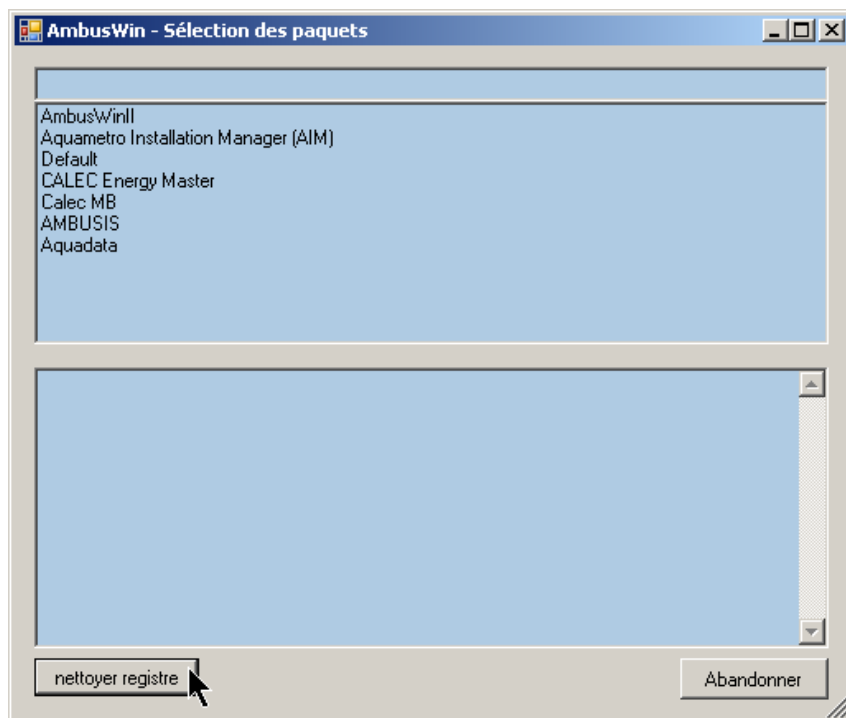 AmbusWin - Sélection des paquets
AmbusWinII
Aquametro Installation Manager (AIM)
Default
CALEC Energy Master
Calec MB
AMBUSIS
Aquadata
nettoyer registre
Abandonner